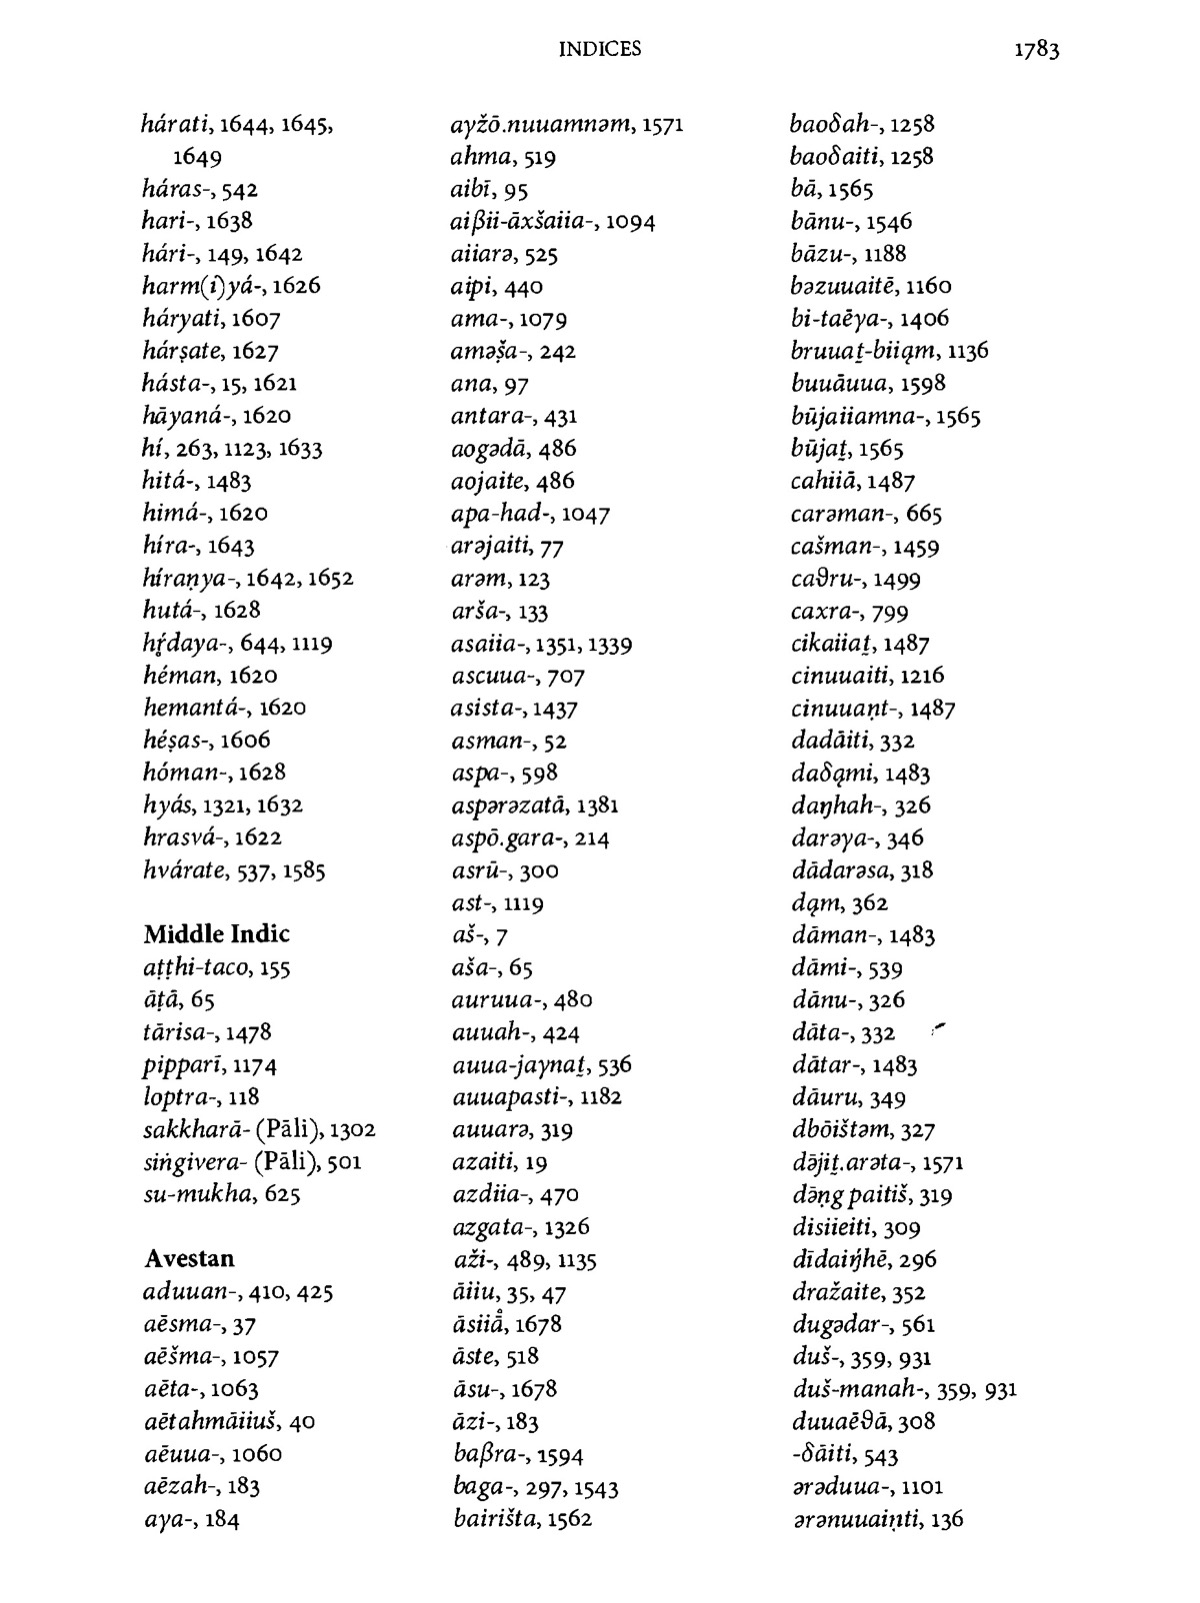 INDICES
1783
hárati, 1644, 1645,
1649
háras-, 542
hari-, 1638
hári-, 149, 1642
harm(i)yá-, 1626
háryati, 1607
hárṣate, 1627
hásta-, 15, 1621
hāyaná-, 1620
hí, 263, 1123, 1633
hitá-, 1483
himá-, 1620
híra-, 1643
híraṇya-, 1642, 1652
hutá-, 1628
hŕ̥daya-, 644, 1119
héman, 1620
hemantá-, 1620
héṣas-, 1606
hóman-, 1628
hyás, 1321, 1632
hrasvá-, 1622
hvárate, 537, 1585
Middle Indic
aṭṭhi-taco, 155
āṭā, 65
tārisa-, 1478
pipparī, 1174
loptra-, 118
sakkharā- (Pāli), 1302
siṅgivera- (Pāli), 501
su-mukha, 625
Avestan
aduuan-, 410, 425
aēsma-, 37
aēšma-, 1057
aēta-, 1063
aētahmāiiuš, 40
aēuua-, 1060
aēzah-, 183
aya-, 184
ayžō.nuuamnəm, 1571
ahma, 519
aibī, 95
aiβii-āxšaiia-, 1094
aiiarə, 525
aipi, 440
ama-, 1079
aməṣ̌a-, 242
ana, 97
antara-, 431
aogədā, 486
aojaite, 486
apa-had-, 1047
arəjaiti, 77
arəm, 123
arša-, 133
asaiia-, 1351, 1339
ascuua-, 707
asista-, 1437
asman-, 52
aspa-, 598
aspərəzatā, 1381
aspō.gara-, 214
asrū-, 300
ast-, 1119
aš-, 7
aša-, 65
auruua-, 480
auuah-, 424
auua-jaynat̰, 536
auuapasti-, 1182
auuarə, 319
azaiti, 19
azdiia-, 470
azgata-, 1326
aži-, 489, 1135
āiiu, 35, 47
āsiiā̊, 1678
āste, 518
āsu-, 1678
āzi-, 183
baβra-, 1594
baga-, 297, 1543
bairišta, 1562
baoδah-, 1258
baoδaiti, 1258
bā, 1565
bānu-, 1546
bāzu-, 1188
bəzuuaitē, 1160
bi-taēya-, 1406
bruuat̰-biiąm, 1136
buuāuua, 1598
būjaiiamna-, 1565
būjat̰, 1565
cahiiā, 1487
carəman-, 665
cašman-, 1459
caϑru-, 1499
caxra-, 799
cikaiiat̰, 1487
cinuuaiti, 1216
cinuuaṇt-, 1487
dadāiti, 332
daδąmi, 1483
daŋhah-, 326
darəya-, 346
dādarəsa, 318
dąm, 362
dāman-, 1483
dāmi-, 539
dānu-, 326
dāta-, 332
dātar-, 1483
dāuru, 349
dbōištəm, 327
də̄jit̰.arəta-, 1571
də̄ṇg paitiš, 319
disiieiti, 309
dīdaiŋ́hē, 296
dražaite, 352
dugədar-, 561
duš-, 359, 931
duš-manah-, 359, 931
duuaēϑā, 308
-δāiti, 543
ərəduua-, 1101
ərənuuaiṇti, 136